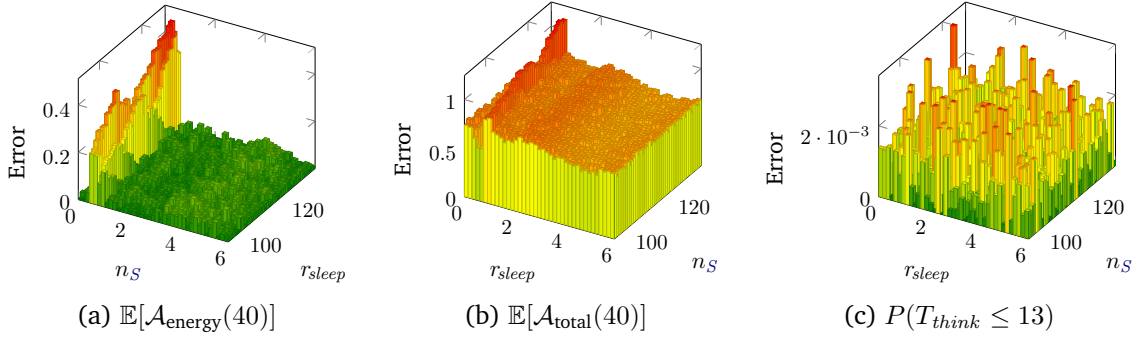 Error
0.4
0.2
0
0
2
4
6
100
120
n_S
r_sleep
(a) 𝔼[𝒜_energy(40)]
Error
1
0.5
0
0
2
4
6
100
120
r_sleep
n_S
(b) 𝔼[𝒜_total(40)]
Error
2 · 10⁻³
0
0
2
4
6
100
120
r_sleep
n_S
(c) P(T_think ≤ 13)